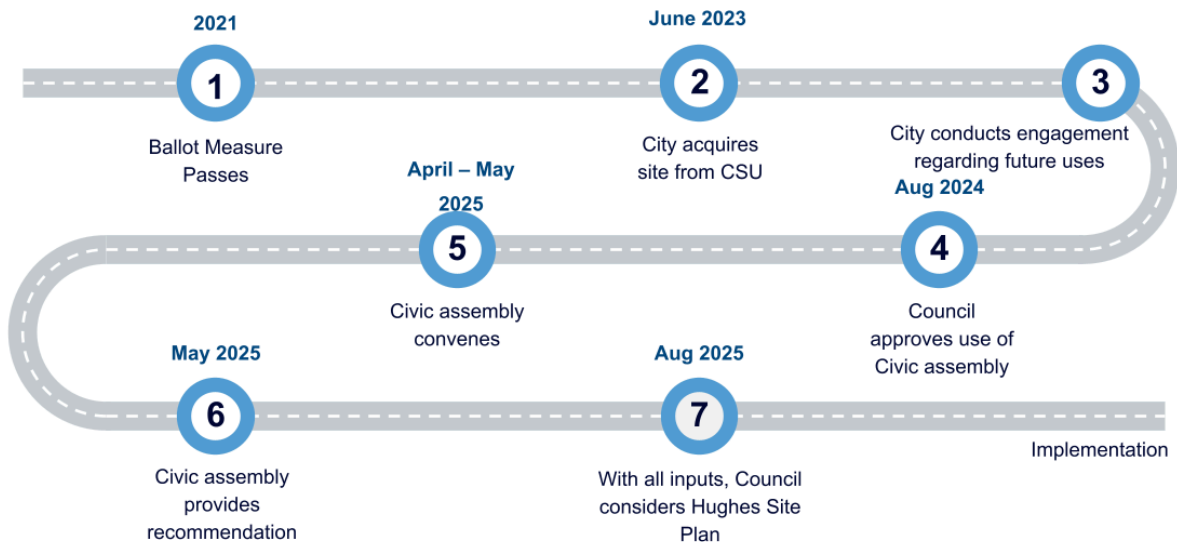 2021
1
Ballot Measure
Passes
June 2023
2
City acquires
site from CSU
3
City conducts engagement
regarding future uses
Aug 2024
4
Council
approves use of
Civic assembly
April – May
2025
5
Civic assembly
convenes
May 2025
6
Civic assembly
provides
recommendation
Aug 2025
7
With all inputs, Council
considers Hughes Site
Plan
Implementation